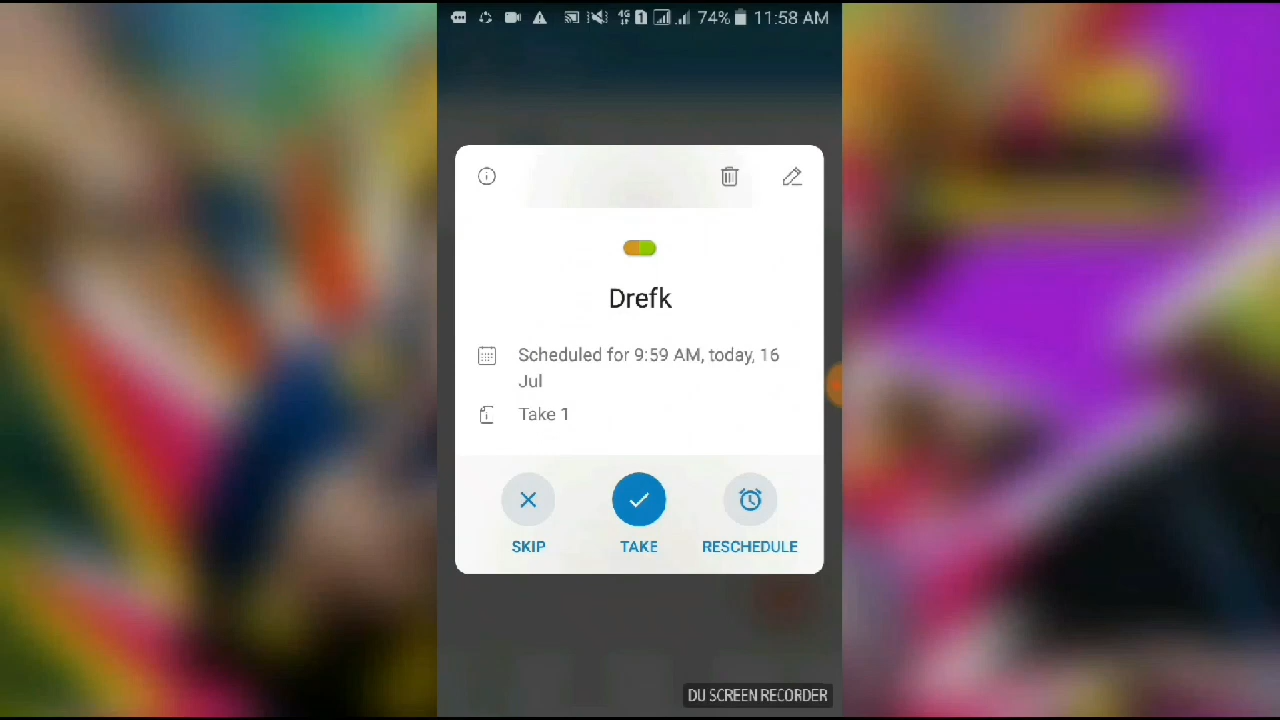 74% 11:58 AM
Drefk
Scheduled for 9:59 AM, today, 16
Jul
Take 1
SKIP TAKE RESCHEDULE
DU SCREEN RECORDER